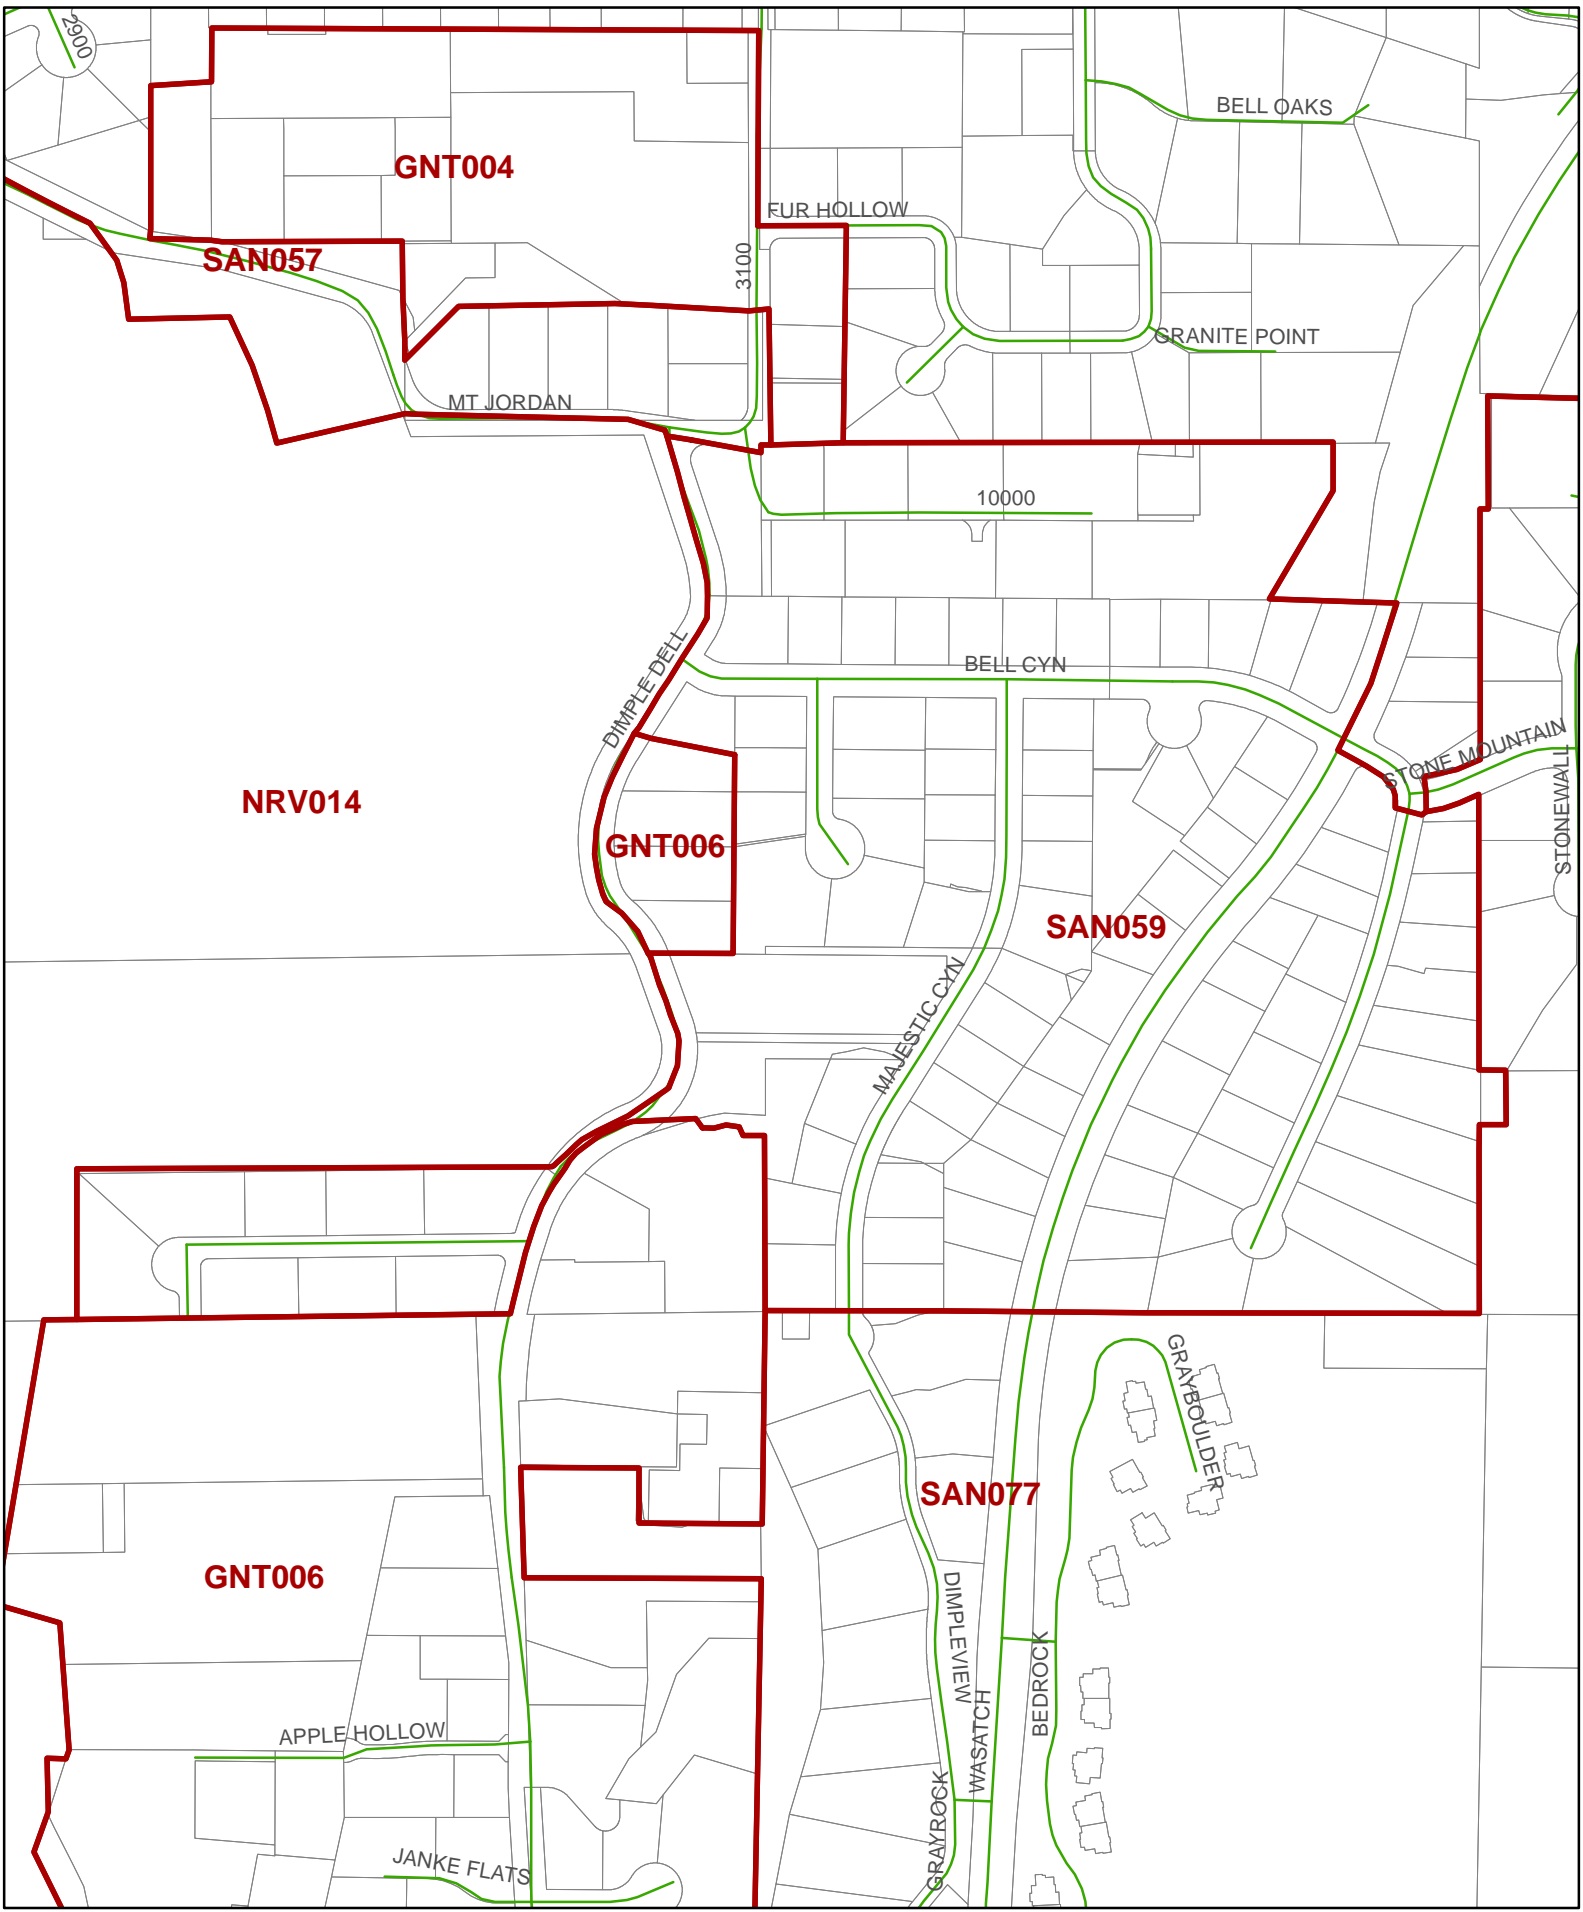 2900
BELL OAKS
GNT004
FUR HOLLOW
SAN057
3100
GRANITE POINT
MT JORDAN
10000
DIMPLE DELL
BELL CYN
STONE MOUNTAIN
STONEWALL
NRV014
GNT006
SAN059
MAJESTIC CYN
GRAYBOULDER
SAN077
GNT006
DIMPLEVIEW
BEDROCK
WASATCH
APPLE HOLLOW
GRAYROCK
JANKE FLATS